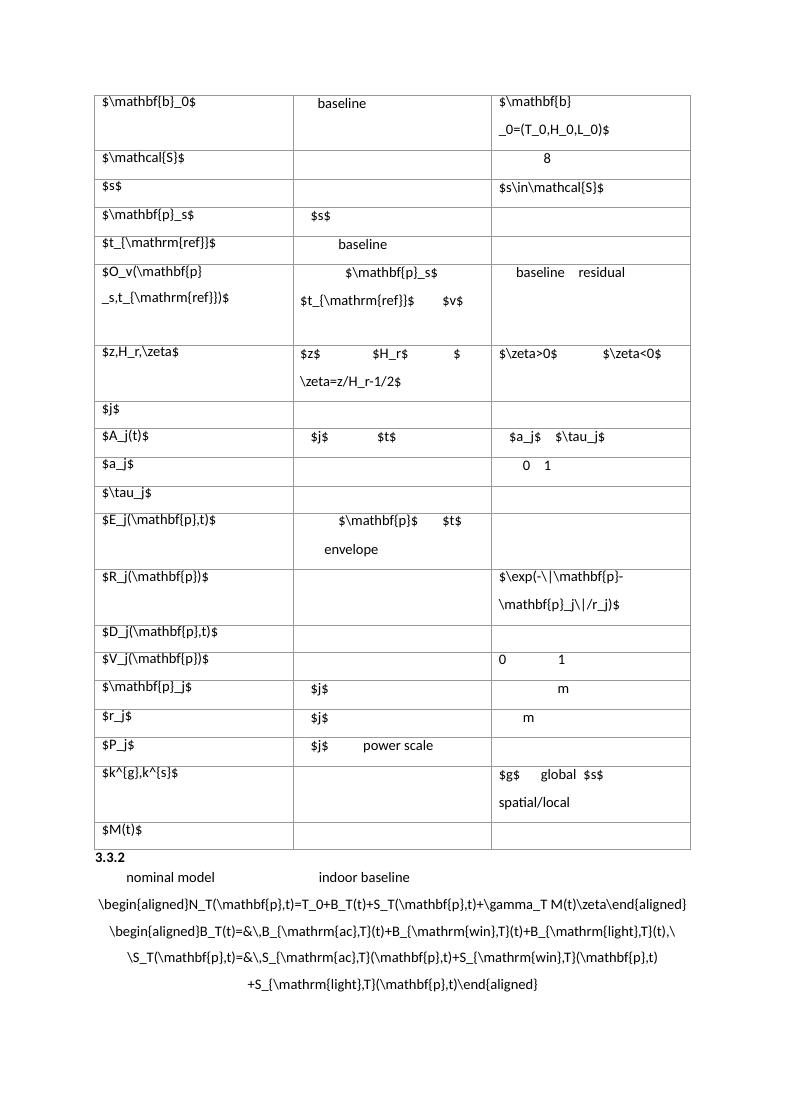 $\mathbf{b}_0$ baseline $\mathbf{b}
_0=(T_0,H_0,L_0)$
$\mathcal{S}$ 8
$s$ $s\in\mathcal{S}$
$\mathbf{p}_s$ $s$
$t_{\mathrm{ref}}$ baseline
$O_v(\mathbf{p} $\mathbf{p}_s$ baseline residual
_s,t_{\mathrm{ref}})$ $t_{\mathrm{ref}}$ $v$
$z,H_r,\zeta$ $z$ $H_r$ $ $\zeta>0$ $\zeta<0$
\zeta=z/H_r-1/2$
$j$
$A_j(t)$ $j$ $t$ $a_j$ $\tau_j$
$a_j$ 0 1
$\tau_j$
$E_j(\mathbf{p},t)$ $\mathbf{p}$ $t$
envelope
$R_j(\mathbf{p})$ $\exp(-\|\mathbf{p}-
\mathbf{p}_j\|/r_j)$
$D_j(\mathbf{p},t)$
$V_j(\mathbf{p})$ 0 1
$\mathbf{p}_j$ $j$ m
$r_j$ $j$ m
$P_j$ $j$ power scale
$k^{g},k^{s}$ $g$ global $s$
spatial/local
$M(t)$
3.3.2
nominal model indoor baseline
\begin{aligned}N_T(\mathbf{p},t)=T_0+B_T(t)+S_T(\mathbf{p},t)+\gamma_T M(t)\zeta\end{aligned}
\begin{aligned}B_T(t)=&\,B_{\mathrm{ac},T}(t)+B_{\mathrm{win},T}(t)+B_{\mathrm{light},T}(t),\
\S_T(\mathbf{p},t)=&\,S_{\mathrm{ac},T}(\mathbf{p},t)+S_{\mathrm{win},T}(\mathbf{p},t)
+S_{\mathrm{light},T}(\mathbf{p},t)\end{aligned}